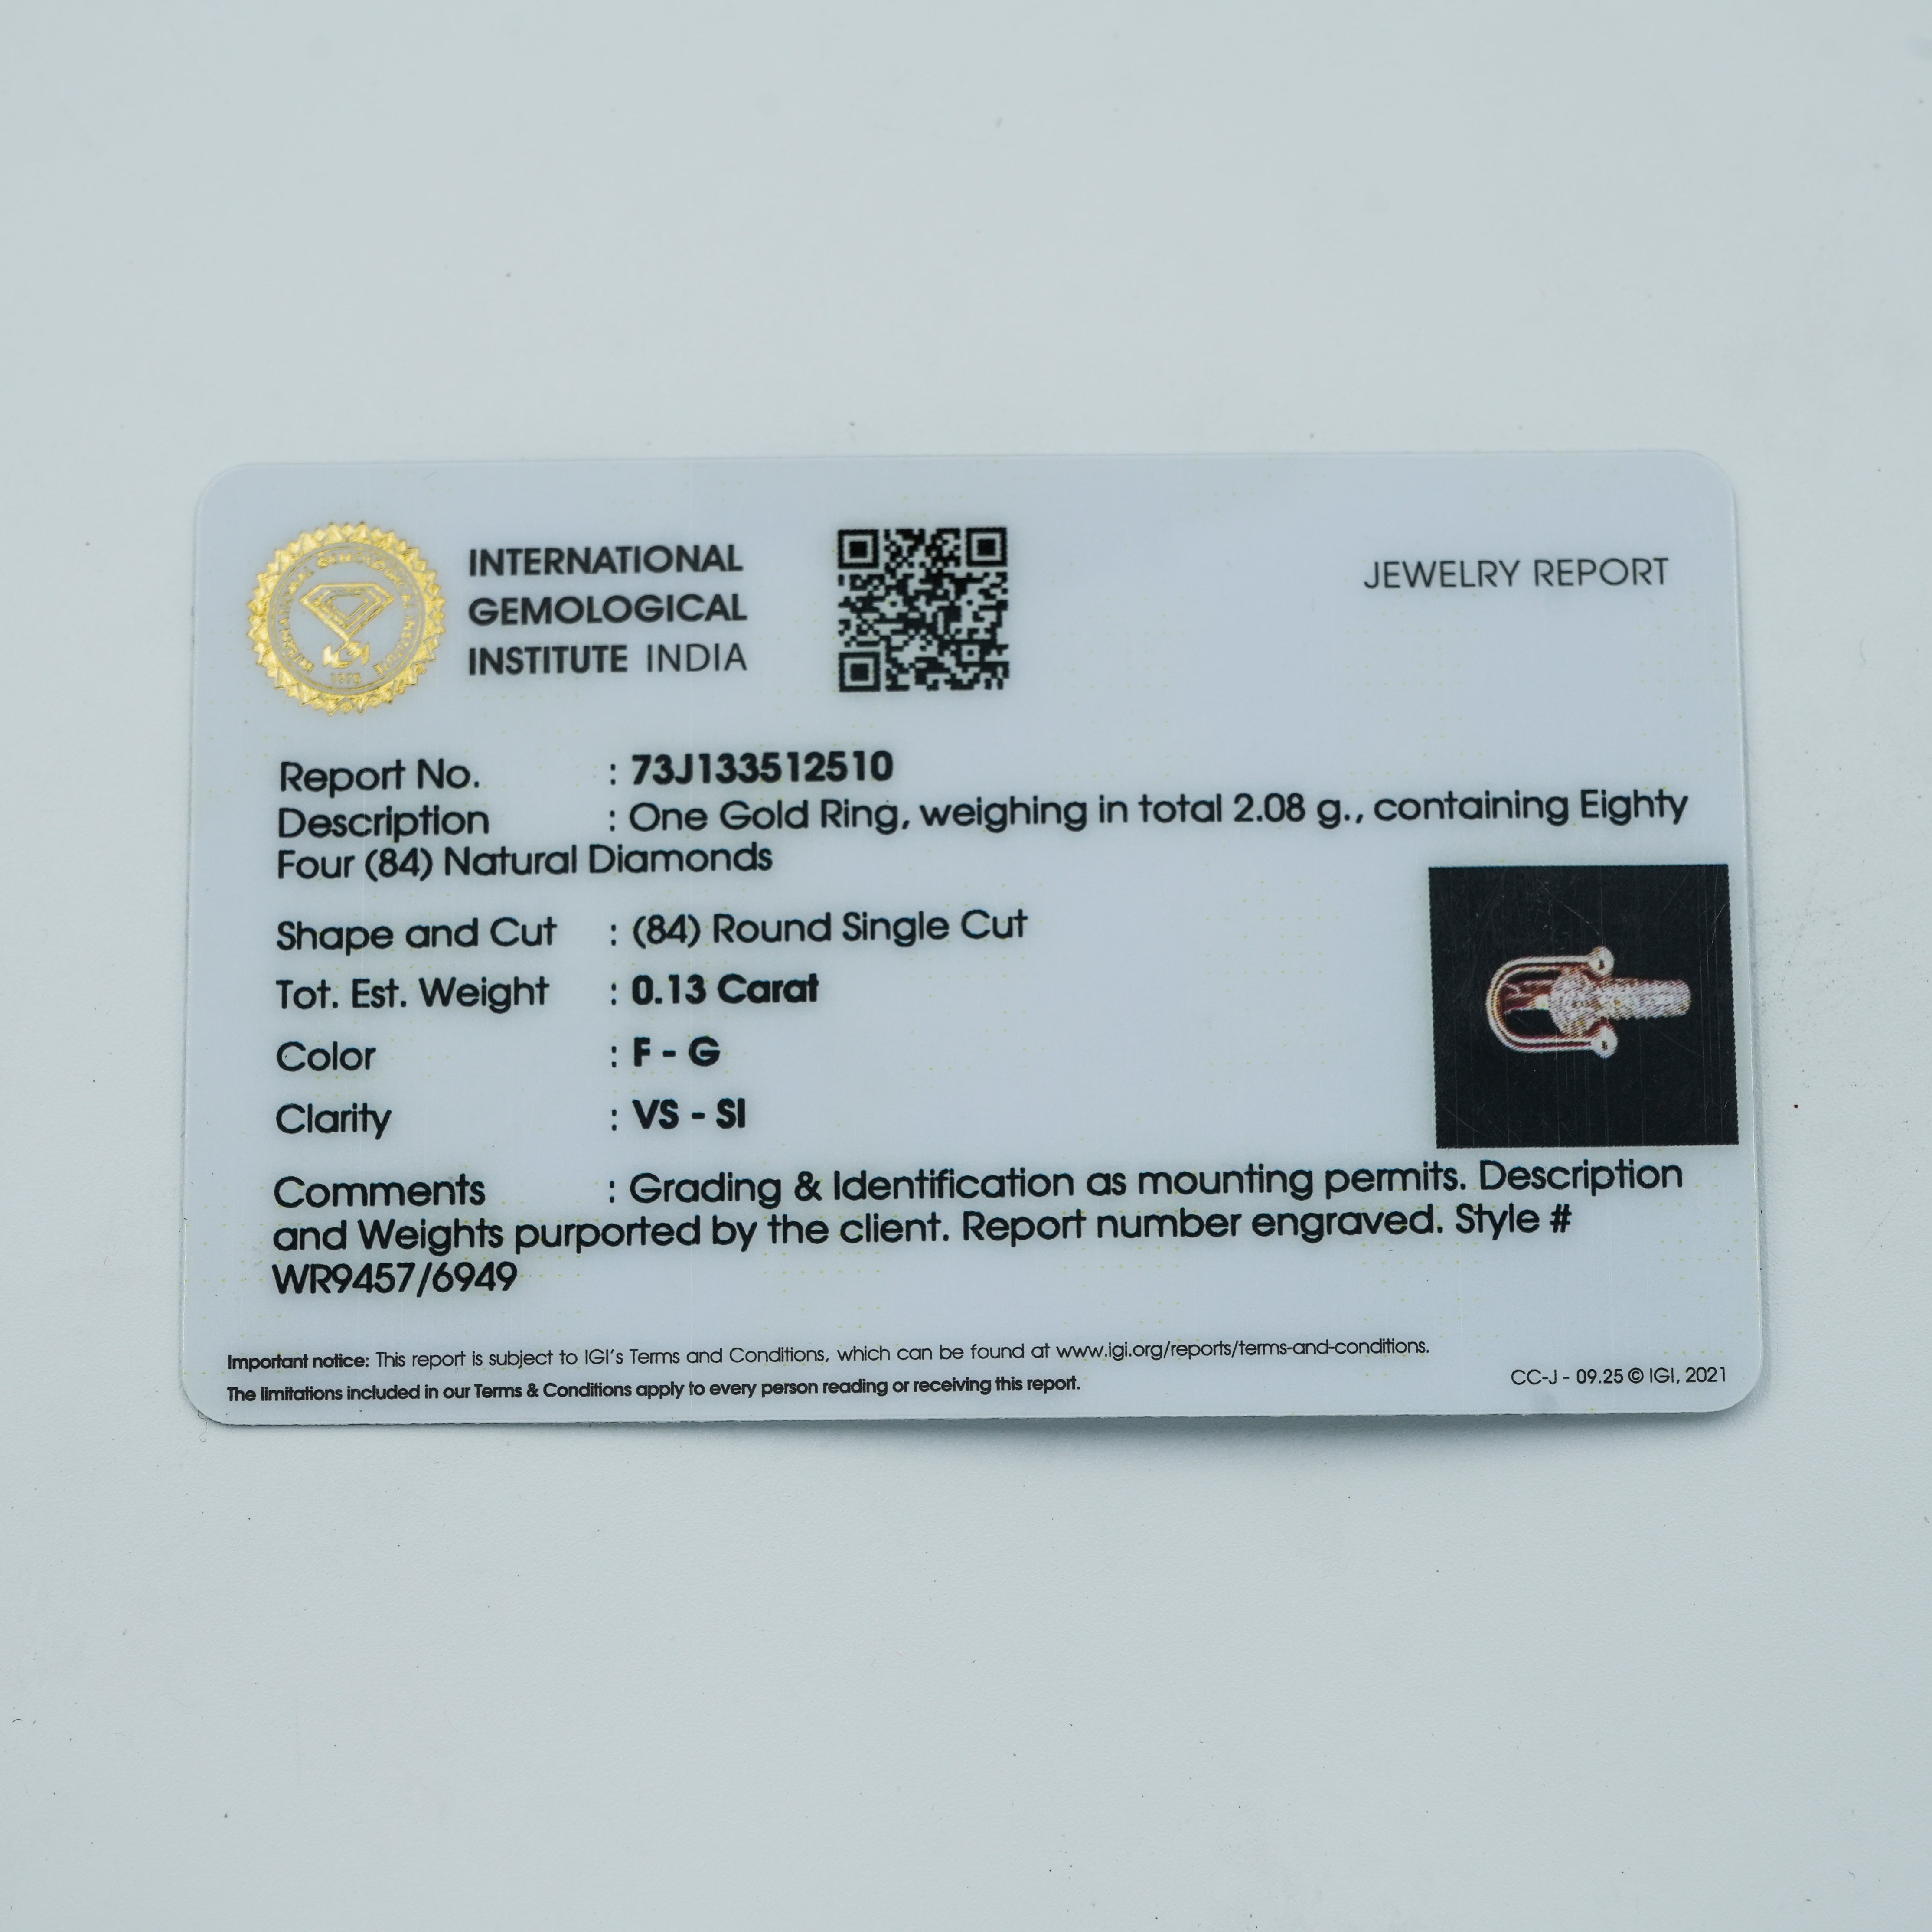 INTERNATIONAL
GEMOLOGICAL
INSTITUTE INDIA
JEWELRY REPORT
Report No. : 73J133512510
Description : One Gold Ring, weighing in total 2.08 g., containing Eighty
Four (84) Natural Diamonds
Shape and Cut : (84) Round Single Cut
Tot. Est. Weight : 0.13 Carat
Color : F - G
Clarity : VS - SI
Comments : Grading & Identification as mounting permits. Description
and Weights purported by the client. Report number engraved. Style #
WR9457/6949
Important notice: This report is subject to IGI's Terms and Conditions, which can be found at www.igi.org/reports/terms-and-conditions.
The limitations included in our Terms & Conditions apply to every person reading or receiving this report.
CC-J - 09.25 © IGI, 2021